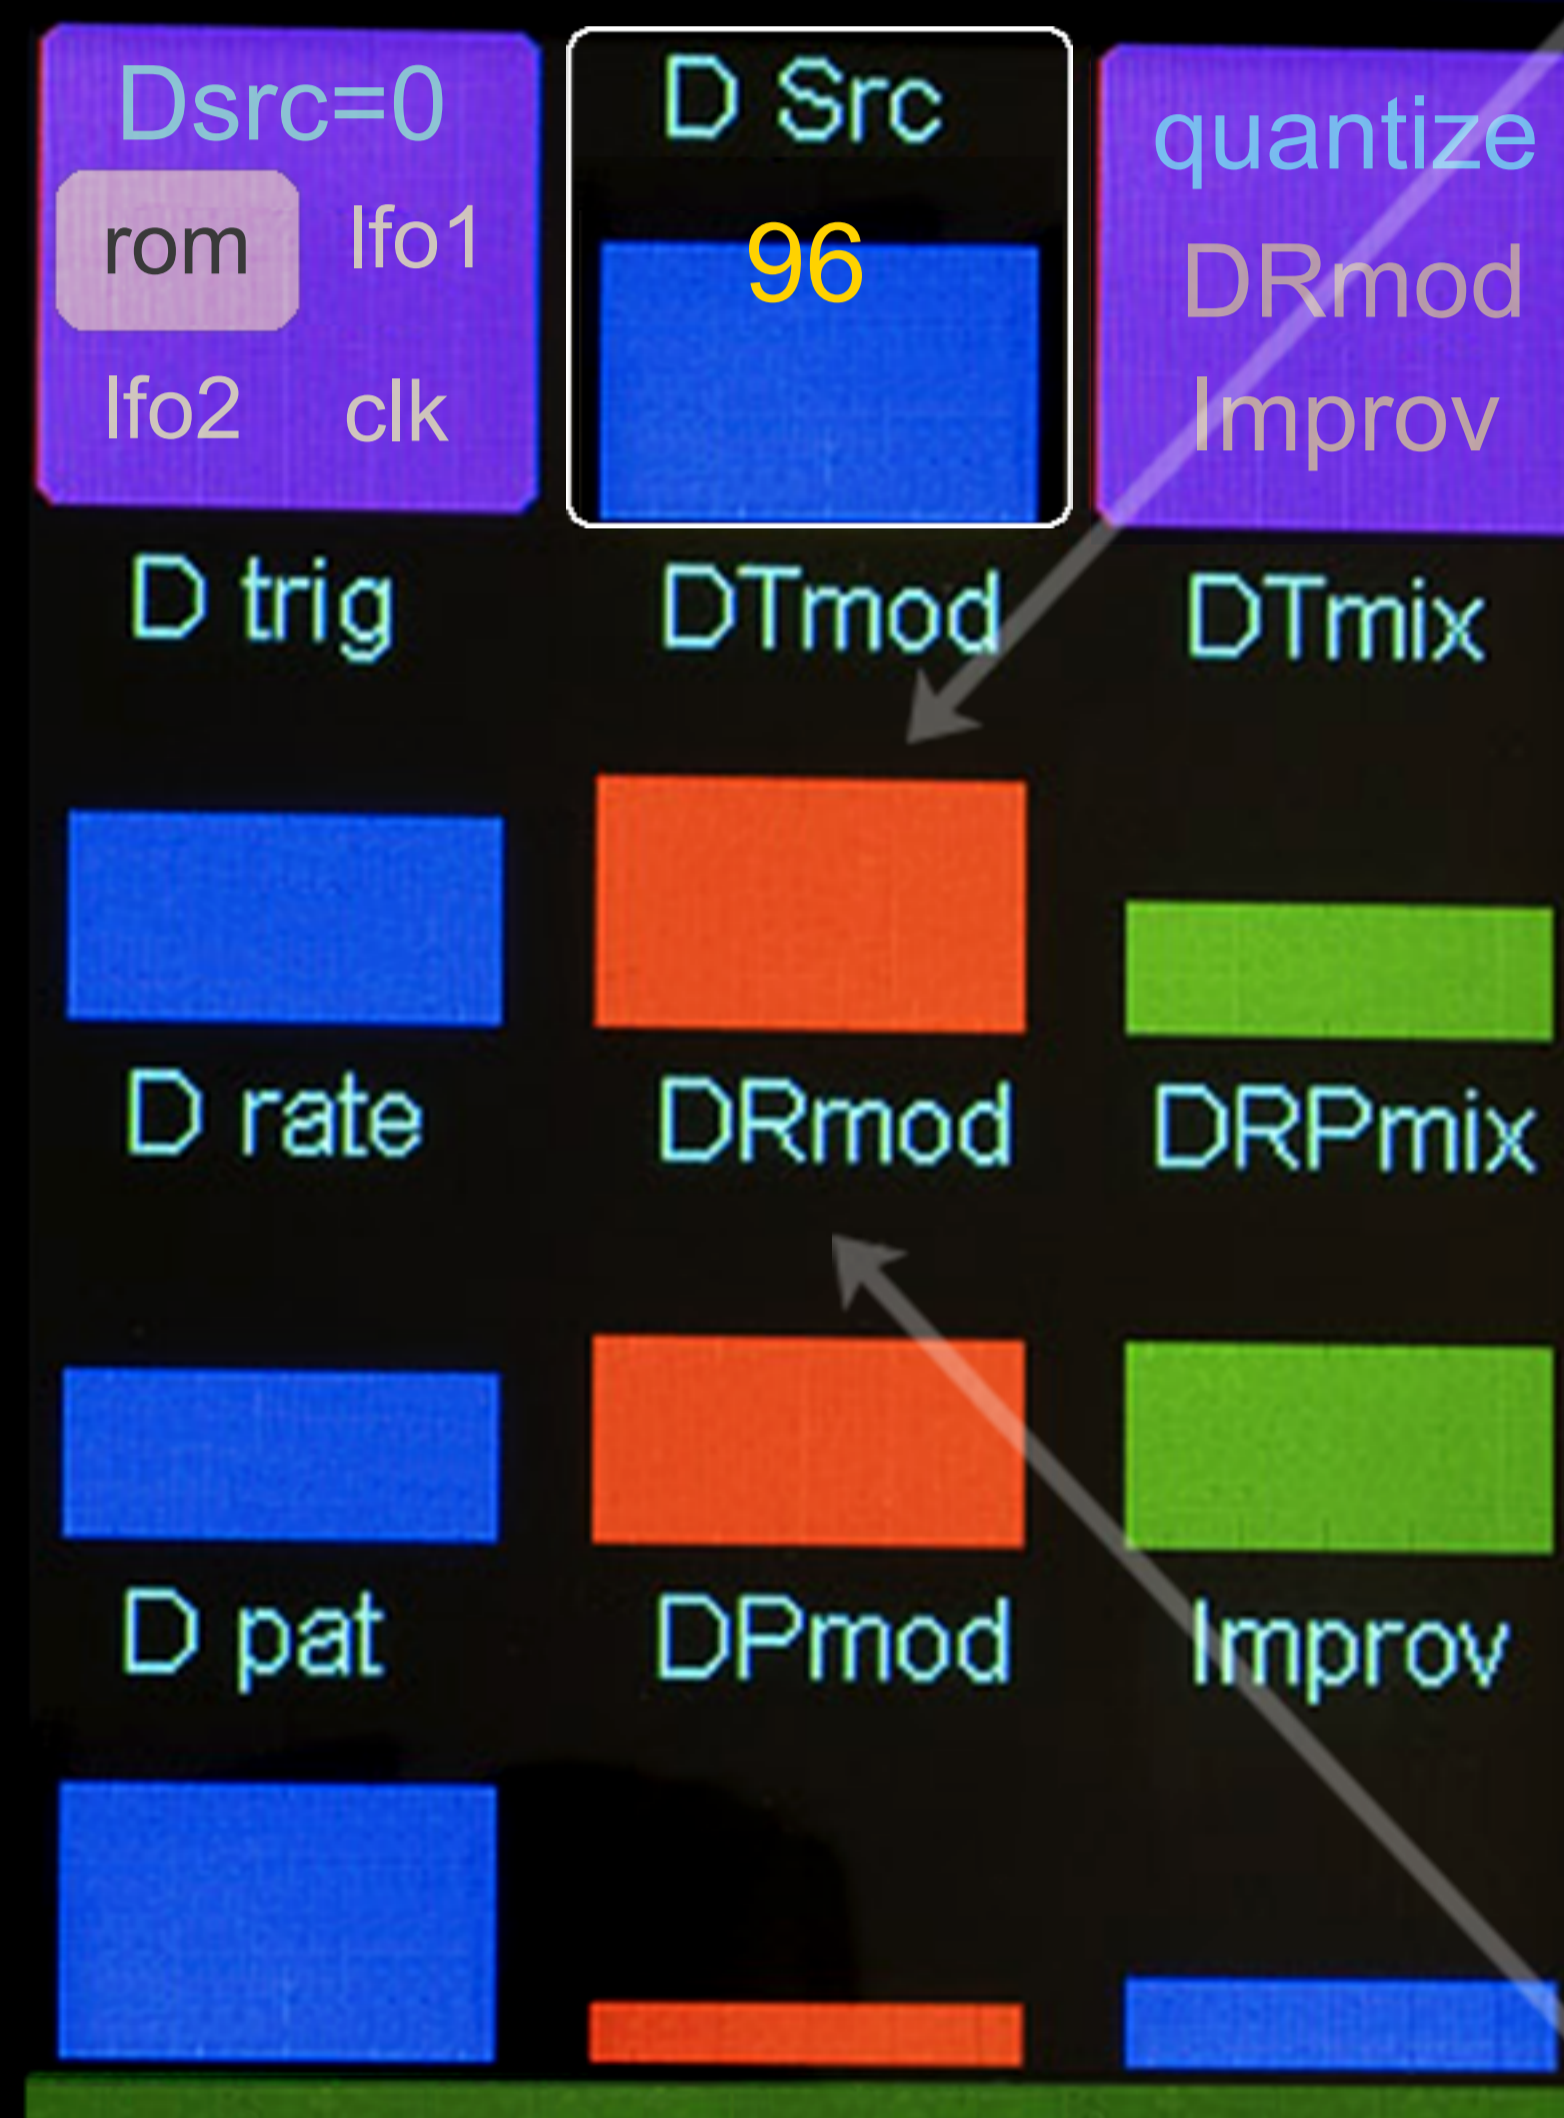 Dsrc=0
rom lfo1
lfo2 clk
D Src
96
quantize
DRmod
Improv
D trig
DTmod
DTmix
D rate
DRmod
DRPmix
D pat
DPmod
Improv